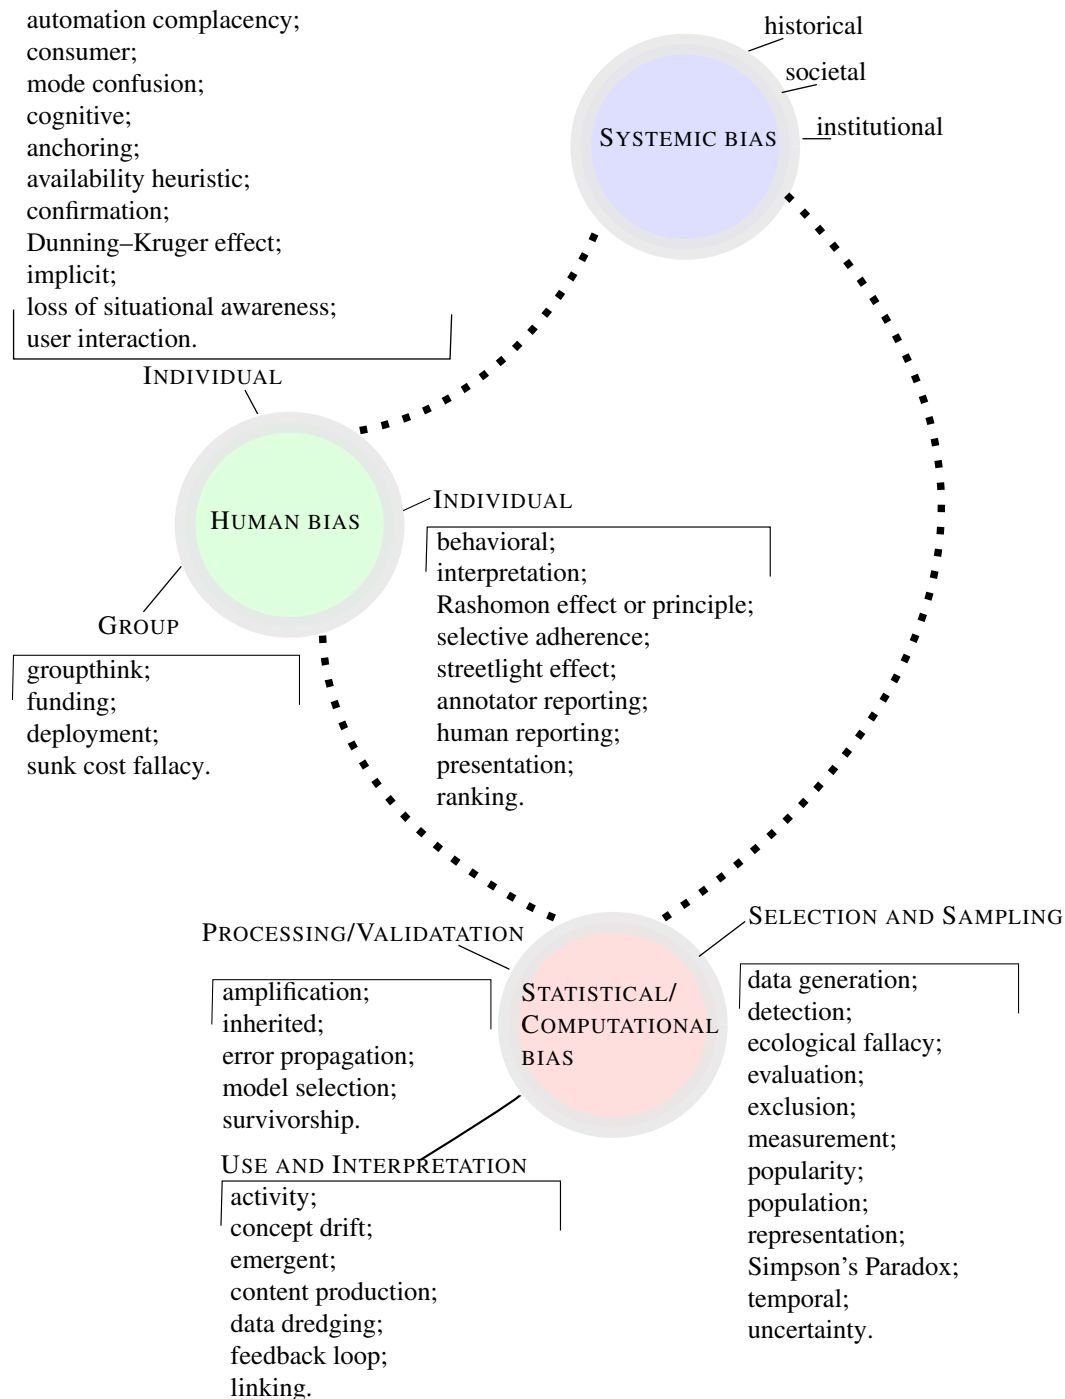 automation complacency;
consumer;
mode confusion;
cognitive;
anchoring;
availability heuristic;
confirmation;
Dunning–Kruger effect;
implicit;
loss of situational awareness;
user interaction.
INDIVIDUAL
historical
societal
institutional
SYSTEMIC BIAS
HUMAN BIAS
INDIVIDUAL
behavioral;
interpretation;
Rashomon effect or principle;
selective adherence;
streetlight effect;
annotator reporting;
human reporting;
presentation;
ranking.
GROUP
groupthink;
funding;
deployment;
sunk cost fallacy.
PROCESSING/VALIDATATION
amplification;
inherited;
error propagation;
model selection;
survivorship.
STATISTICAL/
COMPUTATIONAL
BIAS
SELECTION AND SAMPLING
data generation;
detection;
ecological fallacy;
evaluation;
exclusion;
measurement;
popularity;
population;
representation;
Simpson's Paradox;
temporal;
uncertainty.
USE AND INTERPRETATION
activity;
concept drift;
emergent;
content production;
data dredging;
feedback loop;
linking.